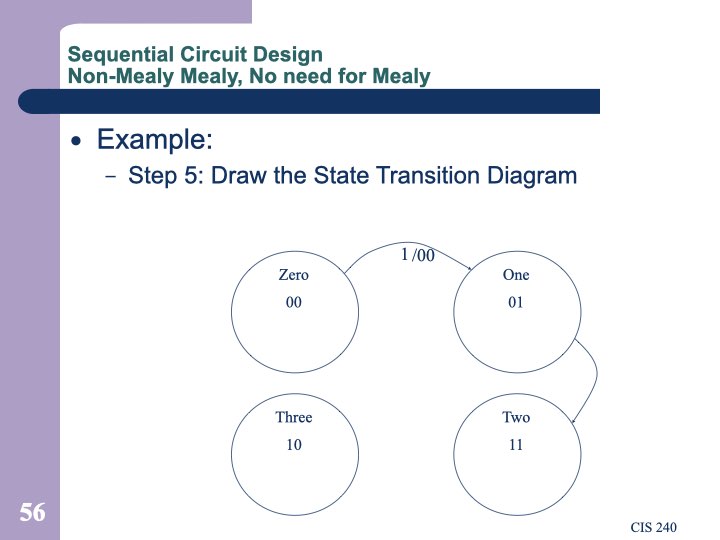 Sequential Circuit Design
Non-Mealy Mealy, No need for Mealy
• Example:
– Step 5: Draw the State Transition Diagram
1 /00
Zero
00
One
01
Three
10
Two
11
56
CIS 240